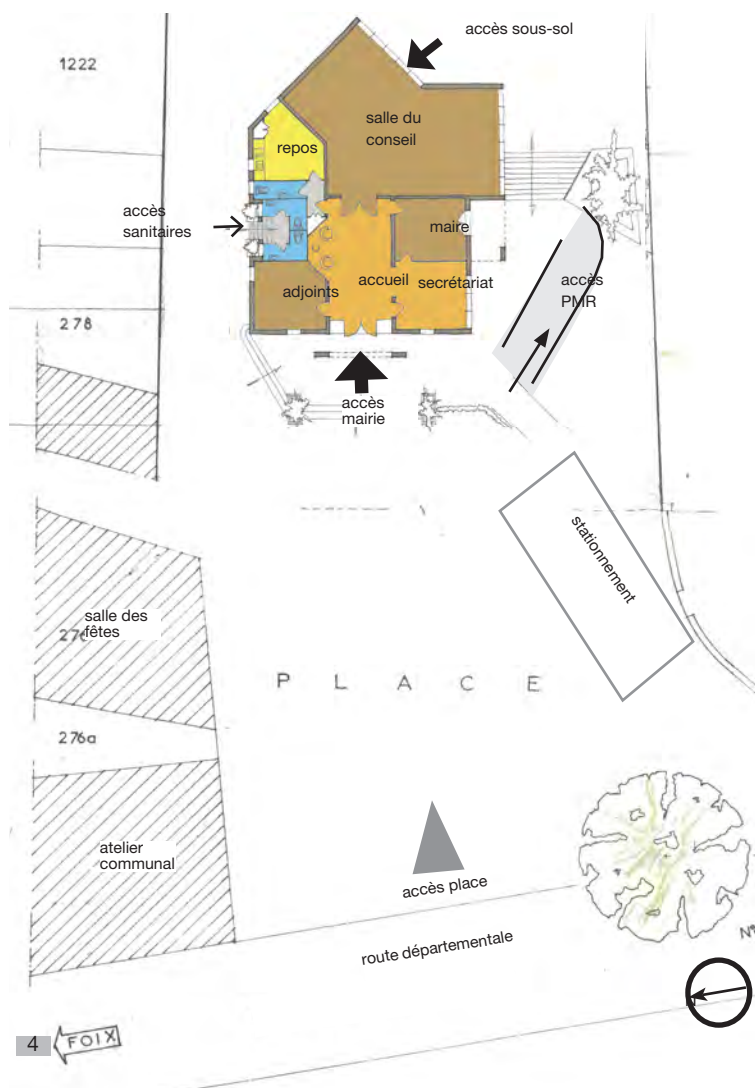 accès sous-sol
1222
salle du
conseil
repos
accès
sanitaires
maire
accueil
secrétariat
adjoints
accès
PMR
278
accès
mairie
stationnement
salle des
fêtes
PLACE
276a
atelier
communal
accès place
route départementale
4
FOIX